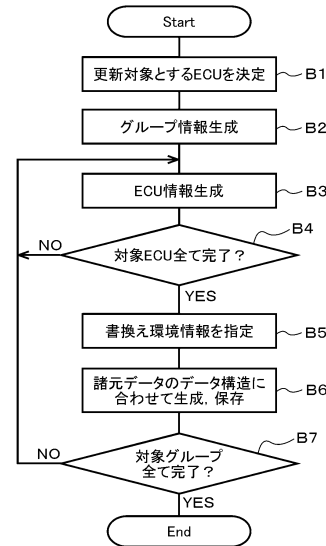 Start
更新対象とするECUを決定
B1
グループ情報生成
B2
ECU情報生成
B3
B4
NO
対象ECU全て完了？
YES
書換え環境情報を指定
B5
諸元データのデータ構造に
合わせて生成，保存
B6
B7
NO
対象グループ
全て完了？
YES
End